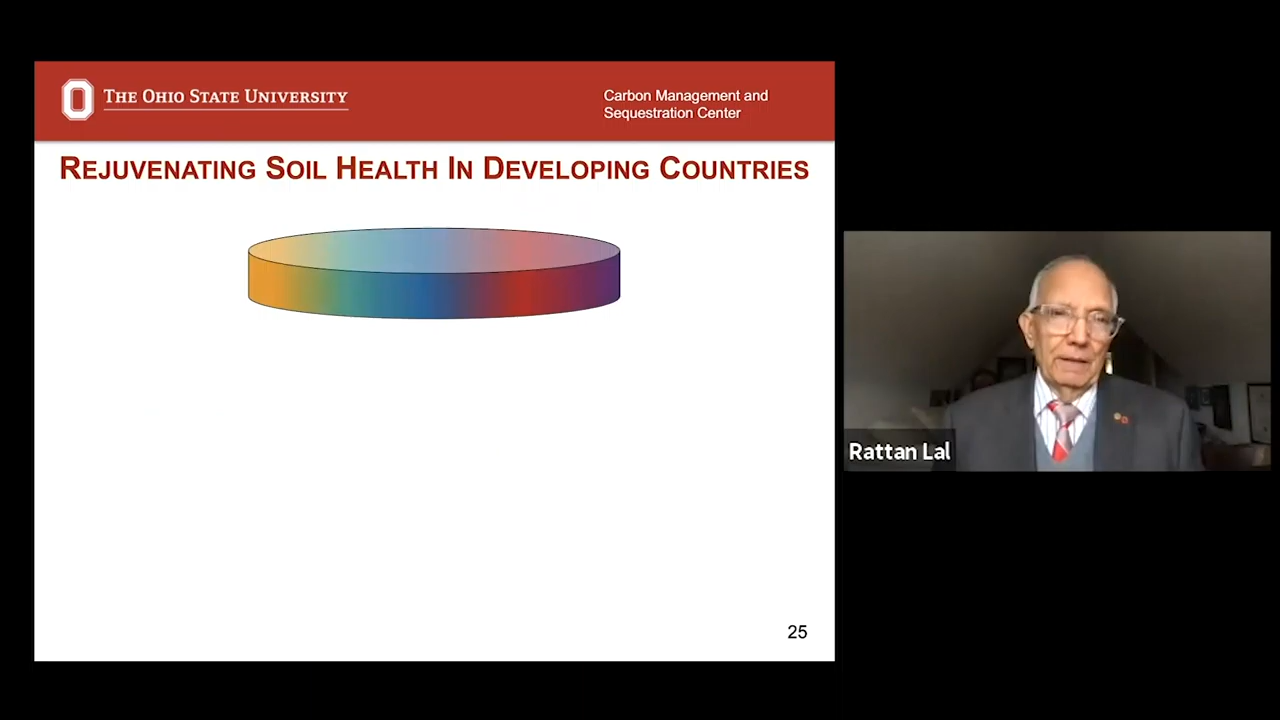 THE OHIO STATE UNIVERSITY
Carbon Management and
Sequestration Center
REJUVENATING SOIL HEALTH IN DEVELOPING COUNTRIES
Rattan Lal
25